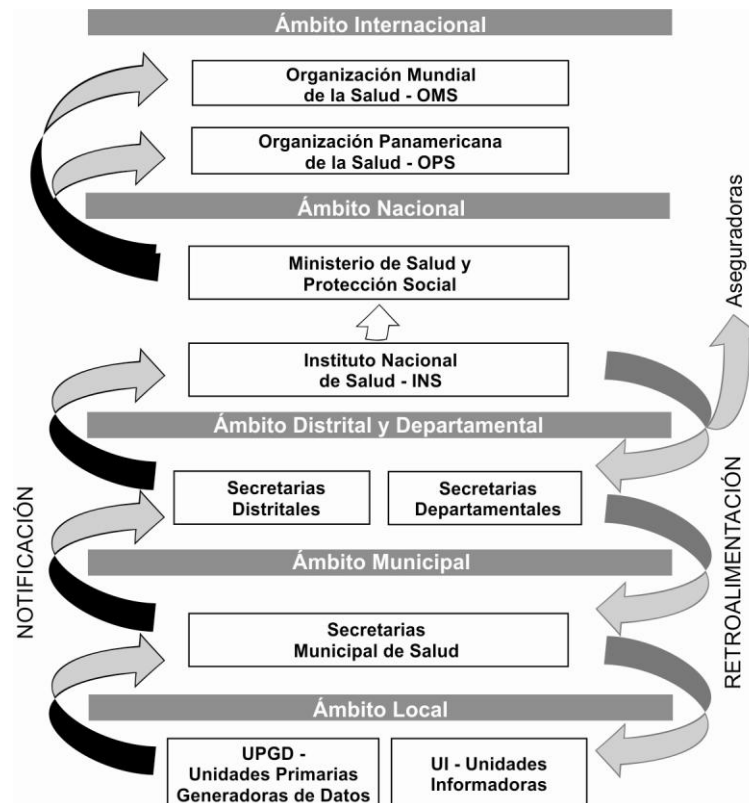 Ámbito Internacional
Organización Mundial
de la Salud - OMS
Organización Panamericana
de la Salud - OPS
Ámbito Nacional
Ministerio de Salud y
Protección Social
Aseguradoras
Instituto Nacional
de Salud - INS
Ámbito Distrital y Departamental
Secretarias
Distritales
Secretarias
Departamentales
NOTIFICACIÓN
RETROALIMENTACIÓN
Ámbito Municipal
Secretarias
Municipal de Salud
Ámbito Local
UPGD -
Unidades Primarias
Generadoras de Datos
UI - Unidades
Informadoras